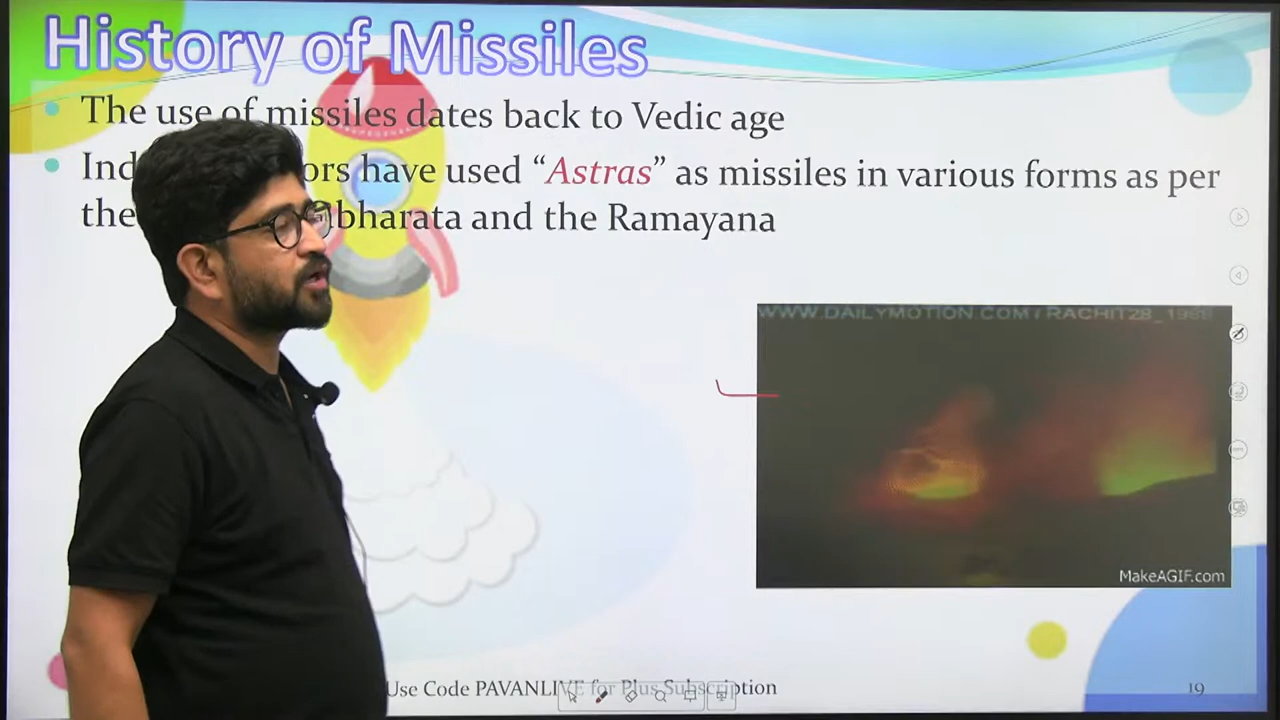 History of Missiles
The use of missiles dates back to Vedic age
Ind ors have used “Astras” as missiles in various forms as per
the bharata and the Ramayana
WWW.DAILYMOTION.COM/RACHIT28_1988
MakeAGIF.com
Use Code PAVANLIVE for Plus Subscription
19